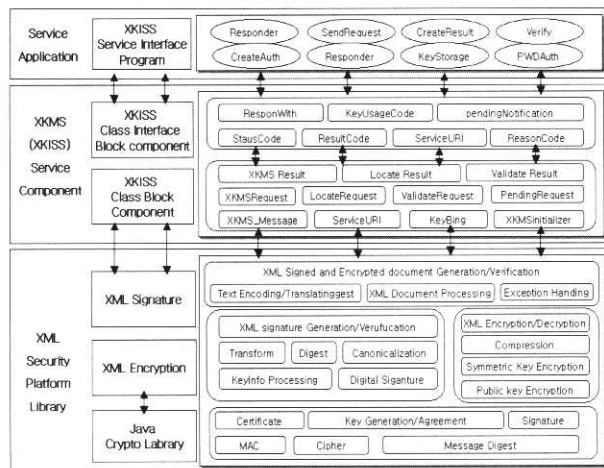 Service
Application
XKISS
Service Interface
Program
Responder
SendRequest
CreateResult
Verify
CreateAuth
Responder
KeyStorage
PWDAuth
XKMS
(XKISS)
Service
Component
XKISS
Class Interface
Block component
XKISS
Class Block
Component
ResponWith
KeyUsageCode
pendingNotification
StausCode
ResultCode
ServiceURI
ReasonCode
XKMS Result
Locate Result
Validate Result
XKMSRequest
LocateRequest
ValidateRequest
PendingRequest
XKMS_Message
ServiceURI
KeyBing
XKMSinitializer
XML
Security
Platform
Library
XML Signature
XML Encryption
Java
Crypto Labrary
XML Signed and Encrypted document Generation/Verification
Text Encoding/Translatinggest
XML Document Processing
Exception Handing
XML signature Generation/Verufucation
Transform
Digest
Canonicalization
KeyInfo Processing
Digital Siganture
XML Encryption/Decryption
Compression
Symmetric Key Encryption
Public key Encryption
Certificate
Key Generation/Agreement
Signature
MAC
Cipher
Message Digest